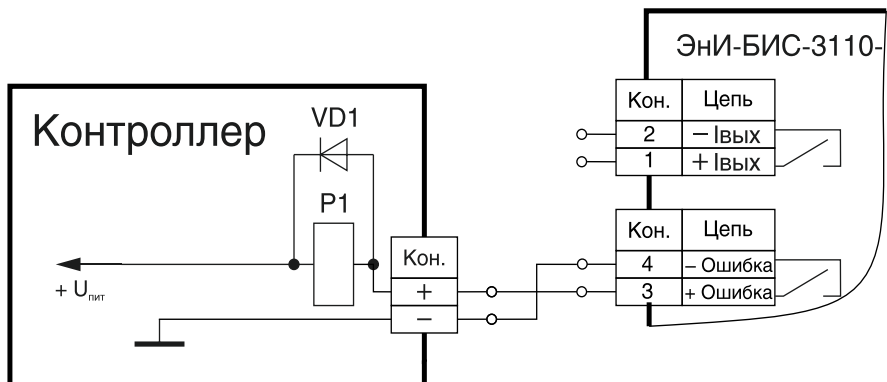 ЭнИ-БИС-3110-
Контроллер
VD1
P1
+ Uпит
Кон.
+
−
Кон. Цепь
2 − Iвых
1 + Iвых
Кон. Цепь
4 − Ошибка
3 + Ошибка